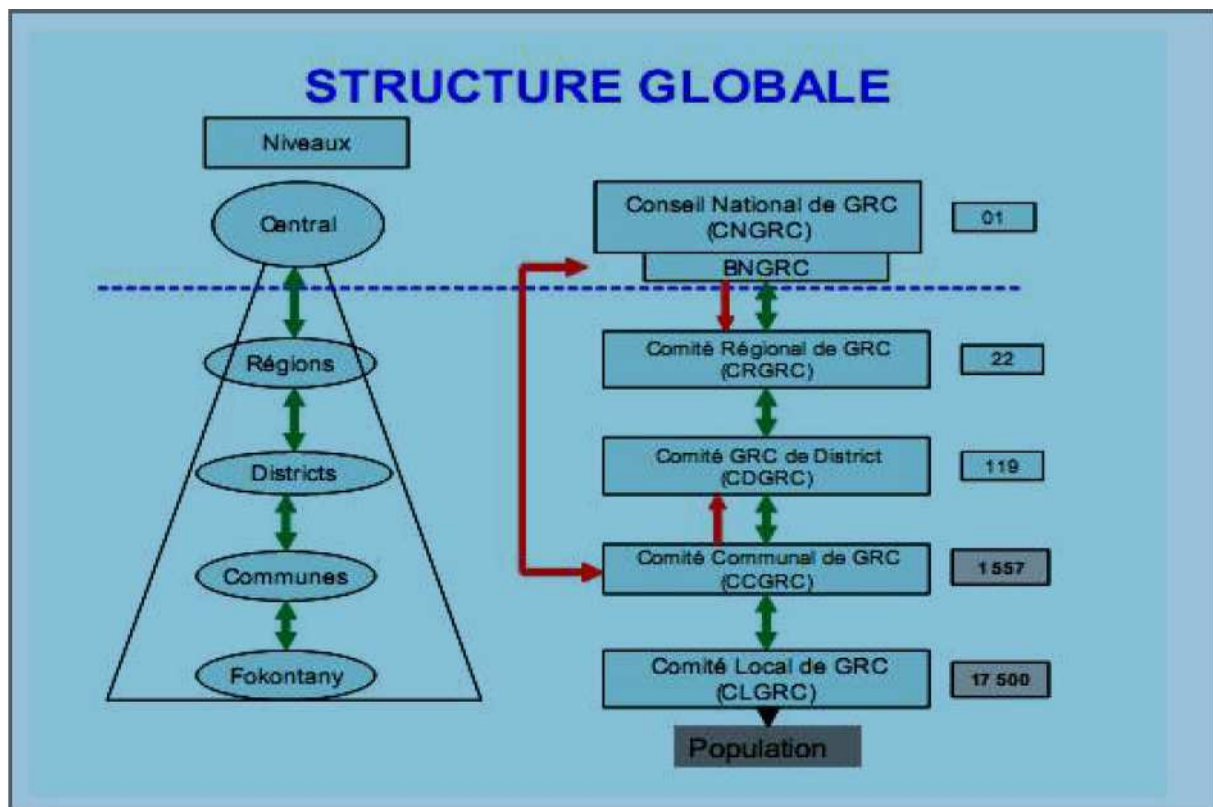 STRUCTURE GLOBALE
Niveaux
Central
Régions
Districts
Communes
Fokontany
Conseil National de GRC
(CNGRC)
01
BNGRC
Comité Régional de GRC
(CRGRC)
22
Comité GRC de District
(CDGRC)
119
Comité Communal de GRC
(CCGRC)
1 557
Comité Local de GRC
(CLGRC)
17 500
Population